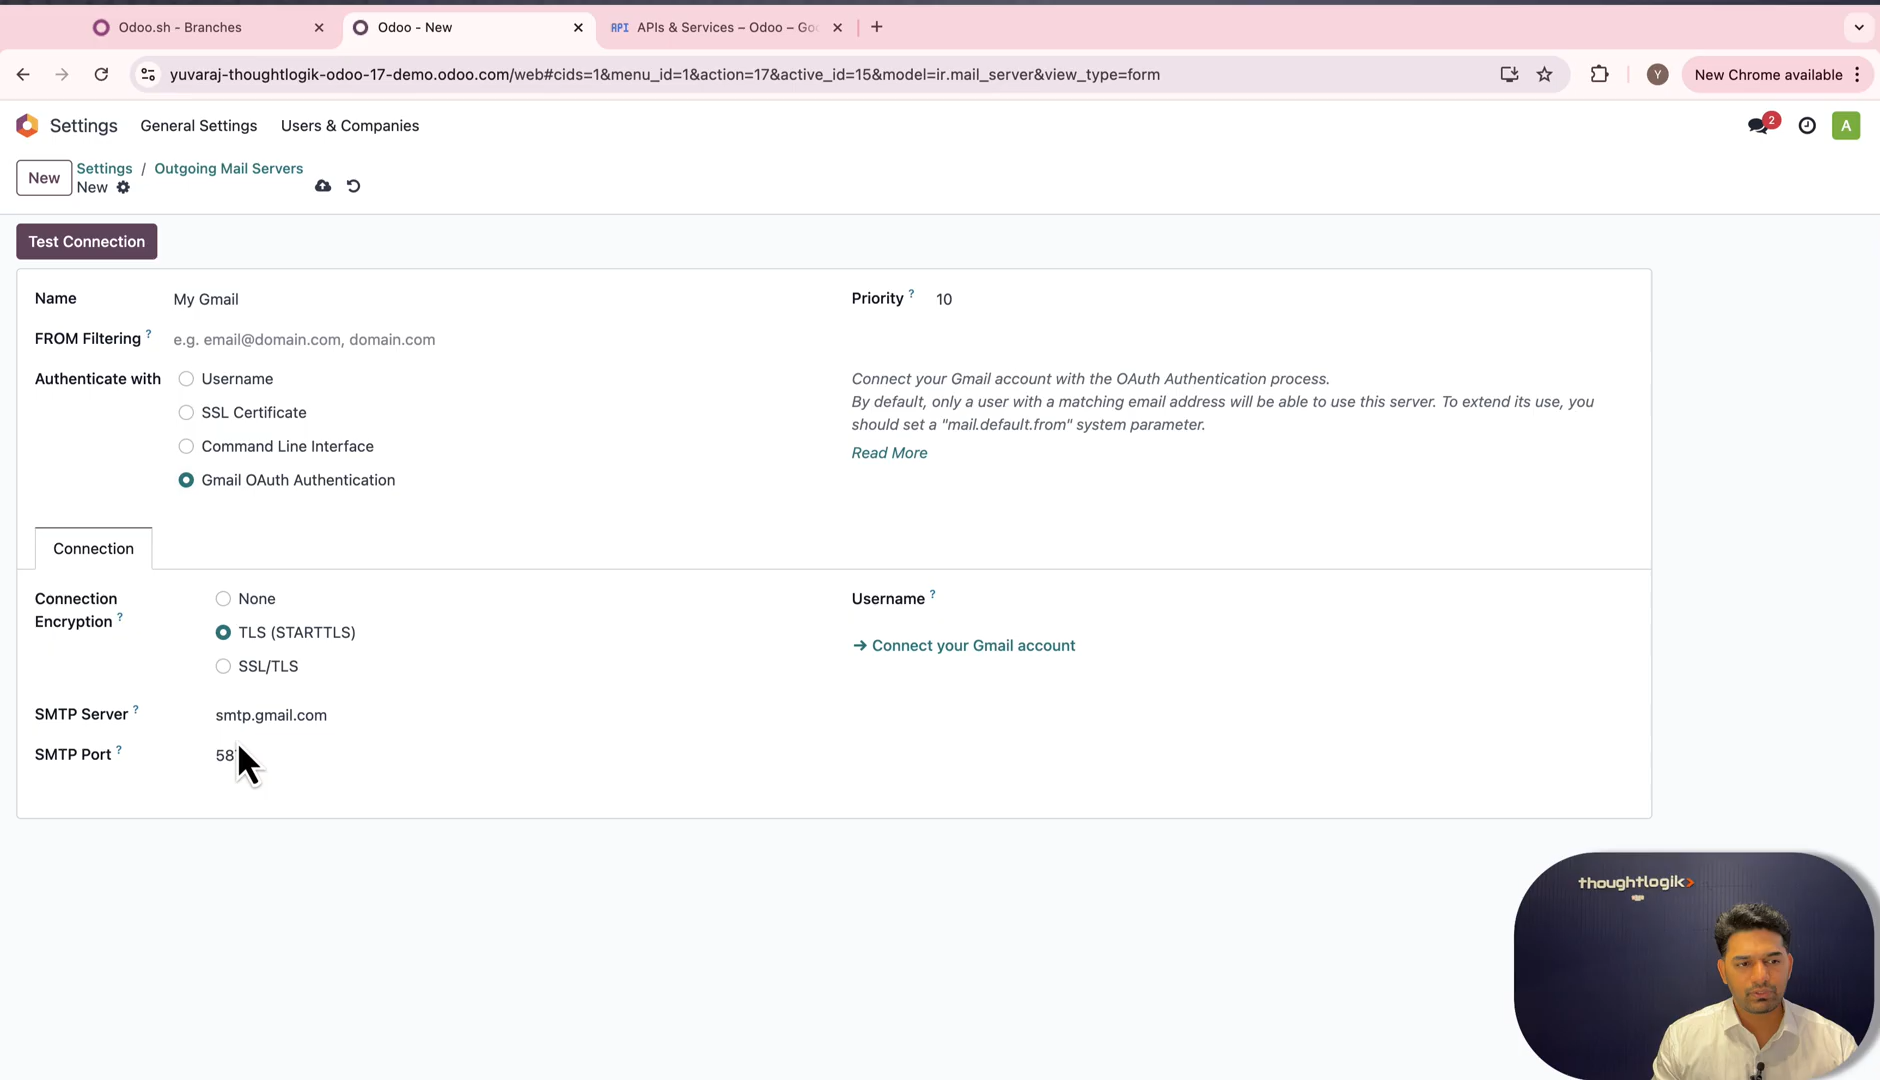 Odoo.sh - Branches
Odoo - New
API APIs & Services – Odoo – Go
yuvaraj-thoughtlogik-odoo-17-demo.odoo.com/web#cids=1&menu_id=1&action=17&active_id=15&model=ir.mail_server&view_type=form
Y
New Chrome available
Settings
General Settings
Users & Companies
2
A
New
Settings / Outgoing Mail Servers
New
Test Connection
Name
My Gmail
Priority ?
10
FROM Filtering ?
e.g. email@domain.com, domain.com
Authenticate with
Username
SSL Certificate
Command Line Interface
Gmail OAuth Authentication
Connect your Gmail account with the OAuth Authentication process.
By default, only a user with a matching email address will be able to use this server. To extend its use, you
should set a "mail.default.from" system parameter.
Read More
Connection
Connection
Encryption ?
None
TLS (STARTTLS)
SSL/TLS
Username ?
→ Connect your Gmail account
SMTP Server ?
smtp.gmail.com
SMTP Port ?
thoughtlogik>